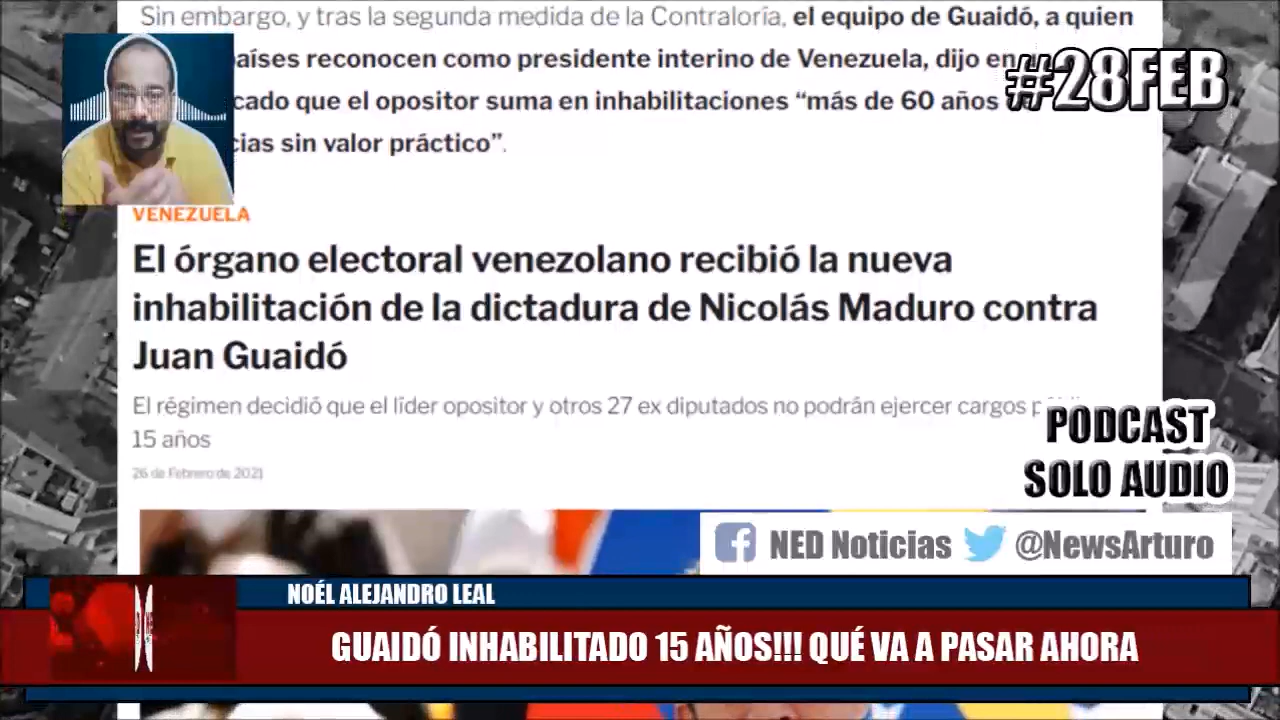 Sin embargo, y tras la segunda medida de la Contraloría, el equipo de Guaidó, a quien
países reconocen como presidente interino de Venezuela, dijo en
cado que el opositor suma en inhabilitaciones “más de 60 años
cias sin valor práctico”.
#28FEB
VENEZUELA
El órgano electoral venezolano recibió la nueva
inhabilitación de la dictadura de Nicolás Maduro contra
Juan Guaidó
El régimen decidió que el líder opositor y otros 27 ex diputados no podrán ejercer cargos
15 años
26 de Febrero de 2021
PODCAST
SOLO AUDIO
NED Noticias @NewsArturo
NOÉL ALEJANDRO LEAL
GUAIDÓ INHABILITADO 15 AÑOS!!! QUÉ VA A PASAR AHORA